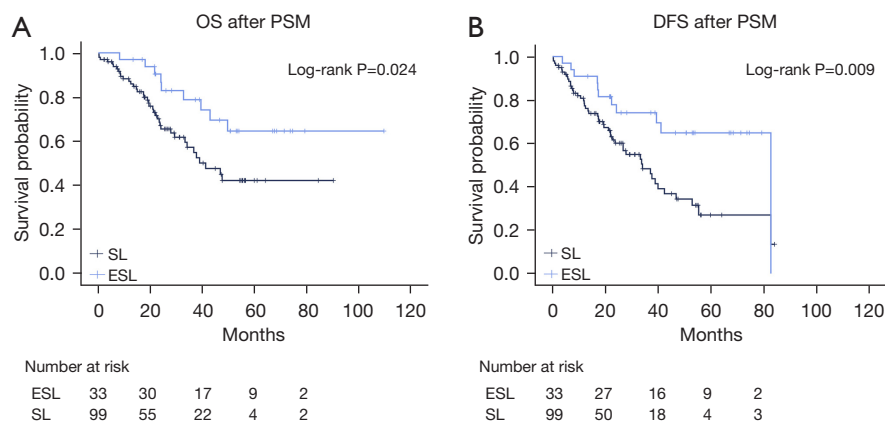 A
OS after PSM
Log-rank P=0.024
Survival probability
1.0
0.8
0.6
0.4
0.2
0.0
SL
ESL
0 20 40 60 80 100 120
Months
Number at risk
ESL 33 30 17 9 2
SL 99 55 22 4 2
B
DFS after PSM
Log-rank P=0.009
Survival probability
1.0
0.8
0.6
0.4
0.2
0.0
SL
ESL
0 20 40 60 80 100 120
Months
Number at risk
ESL 33 27 16 9 2
SL 99 50 18 4 3